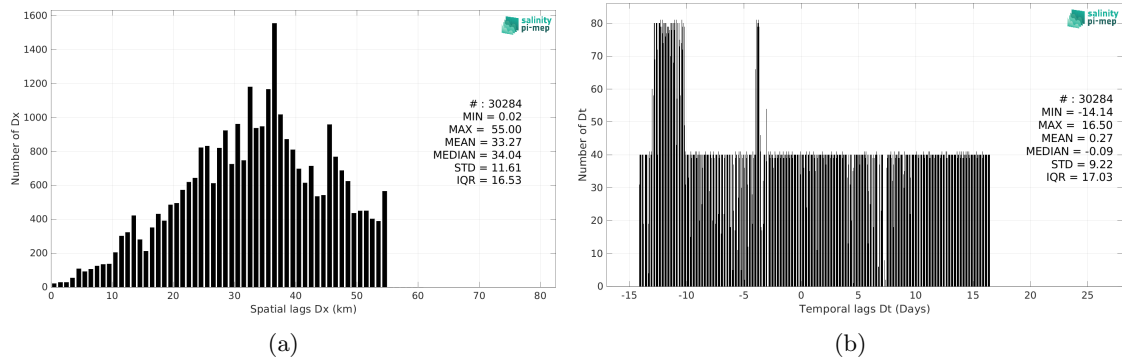 1600
1400
1200
1000
800
600
400
200
0
Number of Dx
0 10 20 30 40 50 60 70 80
Spatial lags Dx (km)
salinity
pi-mep
# : 30284
MIN = 0.02
MAX = 55.00
MEAN = 33.27
MEDIAN = 34.04
STD = 11.61
IQR = 16.53
(a)
80
70
60
50
40
30
20
10
0
Number of Dt
-15 -10 -5 0 5 10 15 20 25
Temporal lags Dt (Days)
salinity
pi-mep
# : 30284
MIN = -14.14
MAX = 16.50
MEAN = 0.27
MEDIAN = -0.09
STD = 9.22
IQR = 17.03
(b)